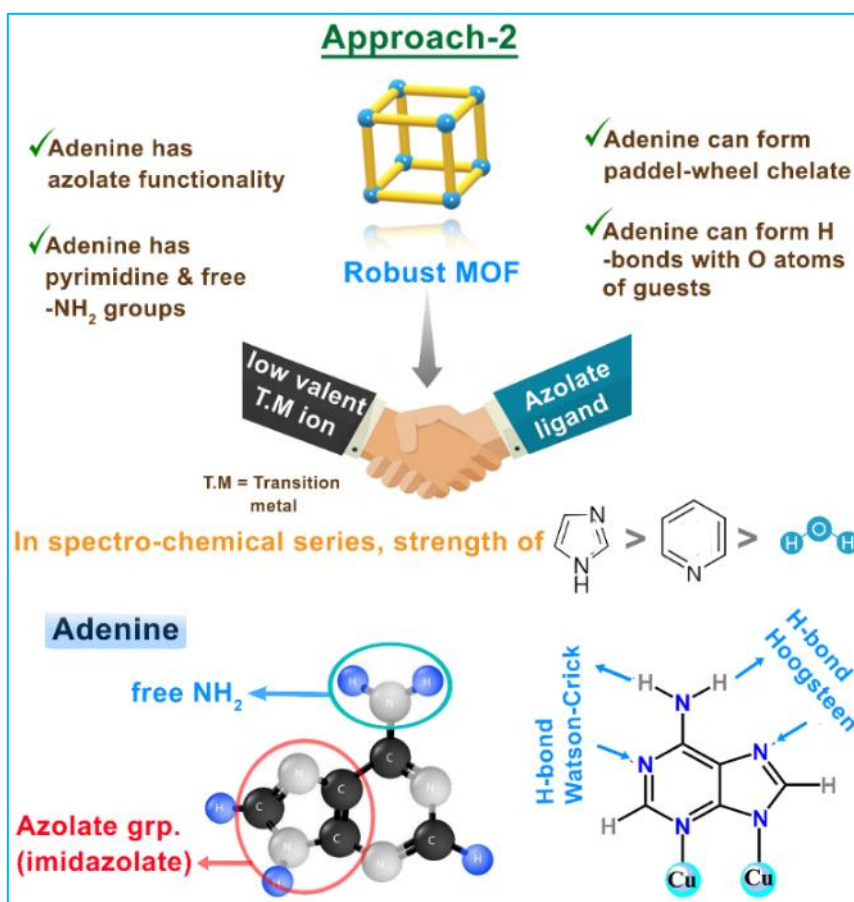 Approach-2
✓Adenine has
azolate functionality
✓Adenine has
pyrimidine & free
-NH₂ groups
✓Adenine can form
paddel-wheel chelate
✓Adenine can form H
-bonds with O atoms
of guests
Robust MOF
low valent
T.M ion
Azolate
ligand
T.M = Transition
metal
In spectro-chemical series, strength of
N
N
H
>
N
>
H
O
H
Adenine
free NH₂
H
H
N
C
N
C
C
N
H
C
C
N
N
C
H
H
Azolate grp.
(imidazolate)
H-bond
Watson-Crick
H-bond
Hoogsteen
H
H
N
N
N
H
H
N
N
Cu
Cu